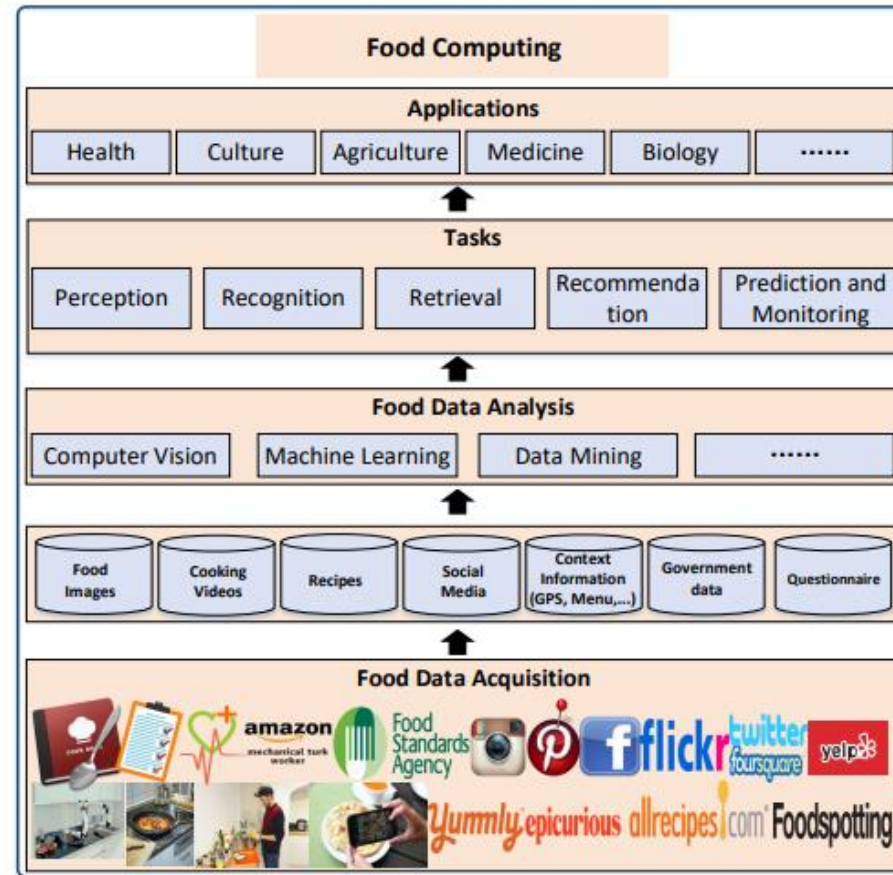 Food Computing
Applications
Health
Culture
Agriculture
Medicine
Biology
······
Tasks
Perception
Recognition
Retrieval
Recommenda
tion
Prediction and
Monitoring
Food Data Analysis
Computer Vision
Machine Learning
Data Mining
······
Food
Images
Cooking
Videos
Recipes
Social
Media
Context
Information
(GPS, Menu,...)
Government
data
Questionnaire
Food Data Acquisition
amazon
mechanical turk
worker
Food
Standards
Agency
flickr
twitter
foursquare
yelp
Yummly
epicurious
allrecipes.com
Foodspotting